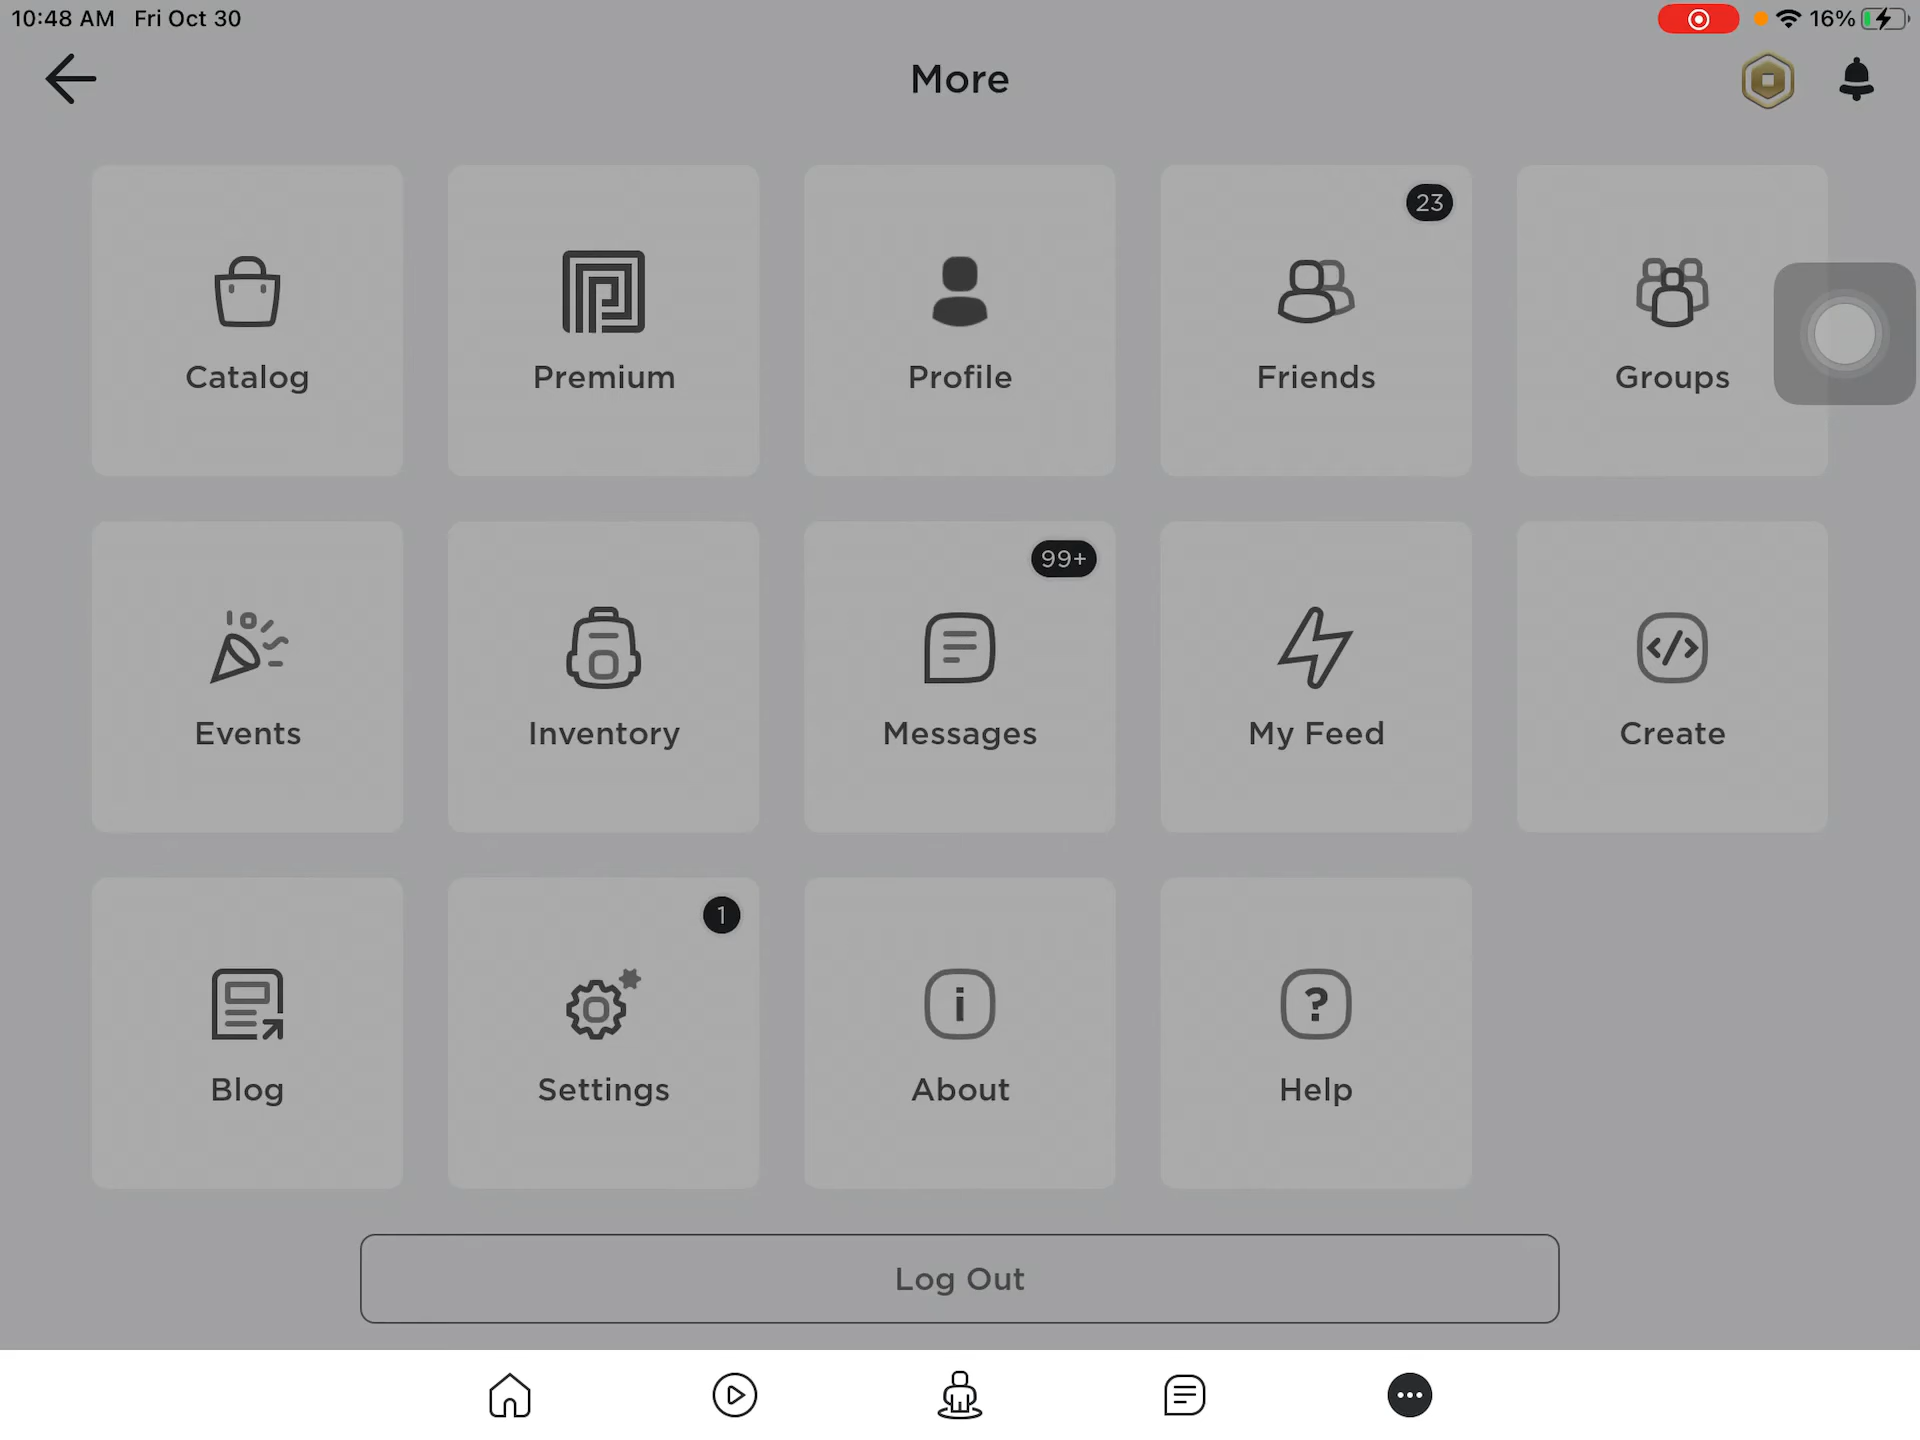 10:48 AM Fri Oct 30 16%
More
23
Catalog Premium Profile Friends Groups
99+
Events Inventory Messages My Feed Create
1
Blog Settings About Help
Log Out